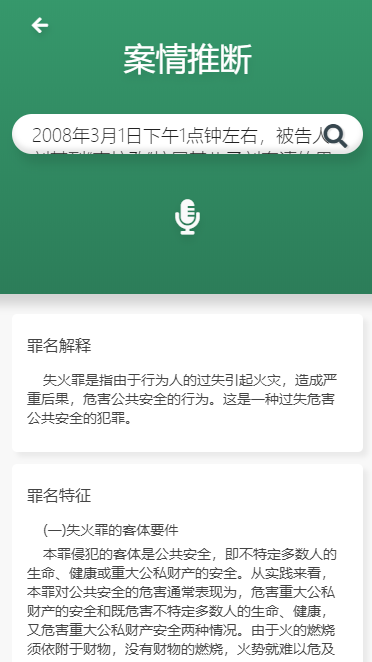 案情推断
2008年3月1日下午1点钟左右，被告人
罪名解释
失火罪是指由于行为人的过失引起火灾，造成严
重后果，危害公共安全的行为。这是一种过失危害
公共安全的犯罪。
罪名特征
(一)失火罪的客体要件
本罪侵犯的客体是公共安全，即不特定多数人的
生命、健康或重大公私财产的安全。从实践来看，
本罪对公共安全的危害通常表现为，危害重大公私
财产的安全和既危害不特定多数人的生命、健康，
又危害重大公私财产安全两种情况。由于火的燃烧
须依附于财物，没有财物的燃烧，火势就难以危及